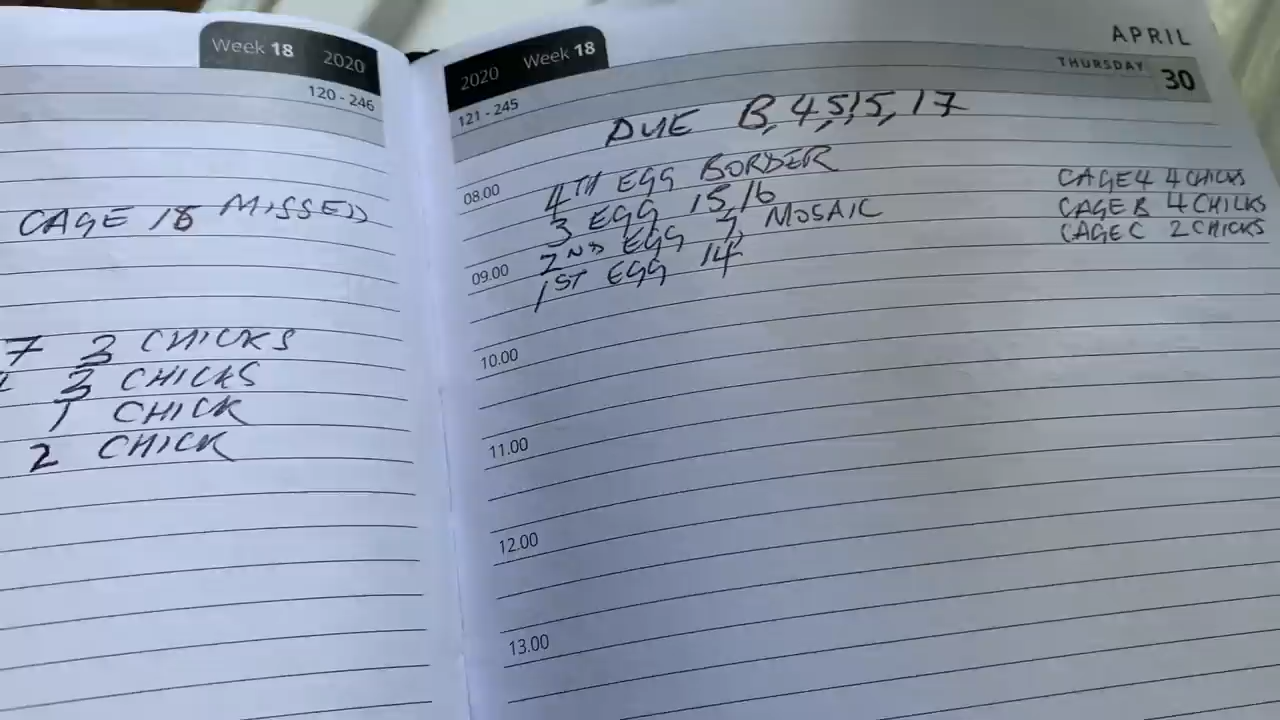 Week 18 2020
120 - 246
CAGE 18 MISSED
7 3 CHICKS
3 CHICKS
1 CHICK
2 CHICK
2020 Week 18
APRIL
THURSDAY 30
121 - 245
DUE B, 4, 5, 15, 17
08.00
4TH EGG BORDER
3 EGG 15, 16
2ND EGG 7, MOSAIC
09.00
1ST EGG 14
CAGE 4 4 CHICKS
CAGE B 4 CHICKS
CAGE C 2 CHICKS
10.00
11.00
12.00
13.00